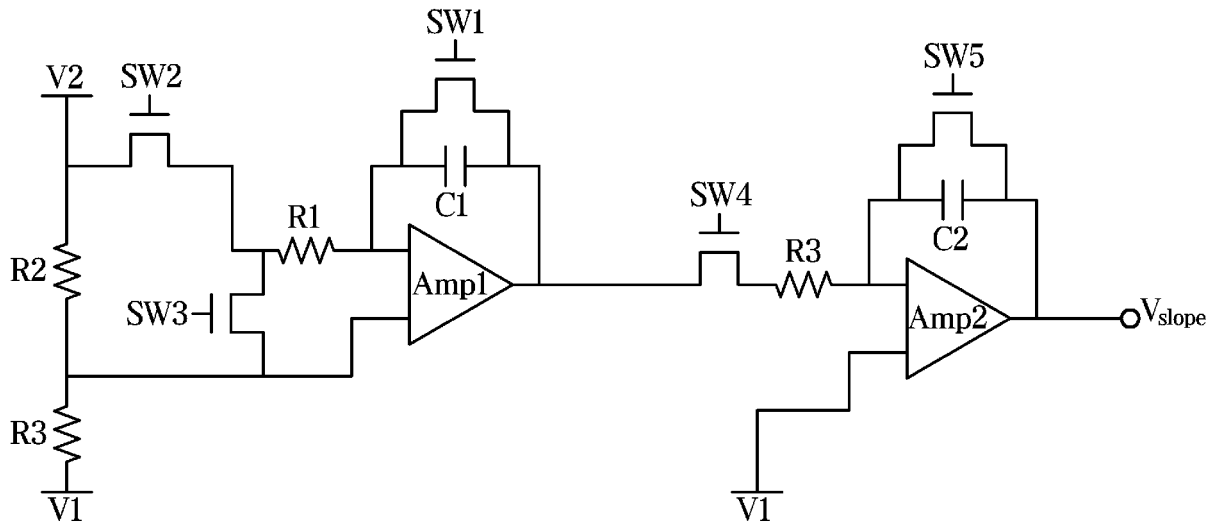 SW1
SW5
V2
SW2
C1
SW4
R1
C2
R3
R2
Amp1
SW3
Amp2
Vslope
R3
V1
V1